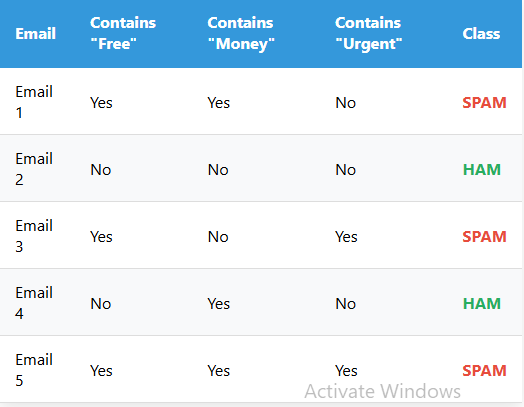 Email Contains "Free" Contains "Money" Contains "Urgent" Class
Email 1 Yes Yes No SPAM
Email 2 No No No HAM
Email 3 Yes No Yes SPAM
Email 4 No Yes No HAM
Email 5 Yes Yes Yes SPAM
Activate Windows